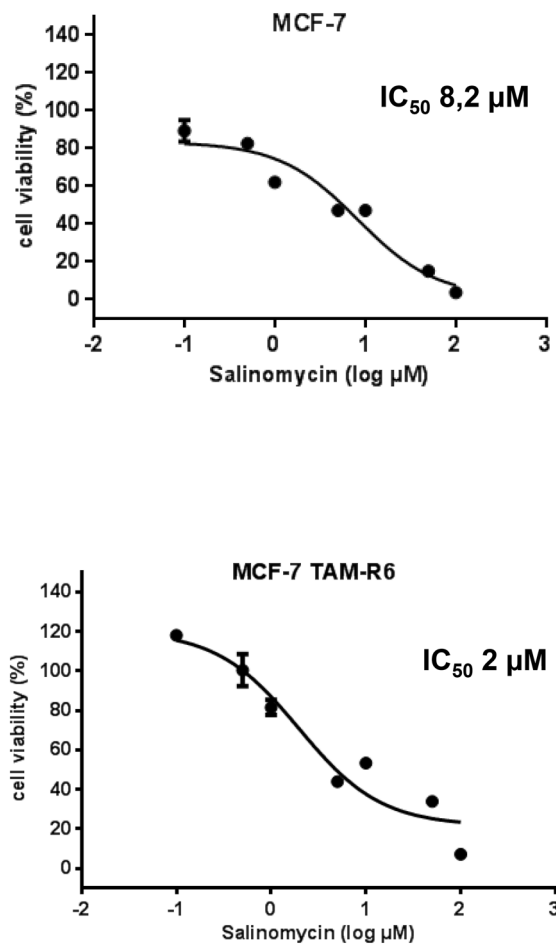 MCF-7
IC50 8,2 µM
140
120
100
80
60
40
20
0
-2 -1 0 1 2 3
cell viability (%)
Salinomycin (log µM)
MCF-7 TAM-R6
IC50 2 µM
140
120
100
80
60
40
20
0
-2 -1 0 1 2 3
cell viability (%)
Salinomycin (log µM)